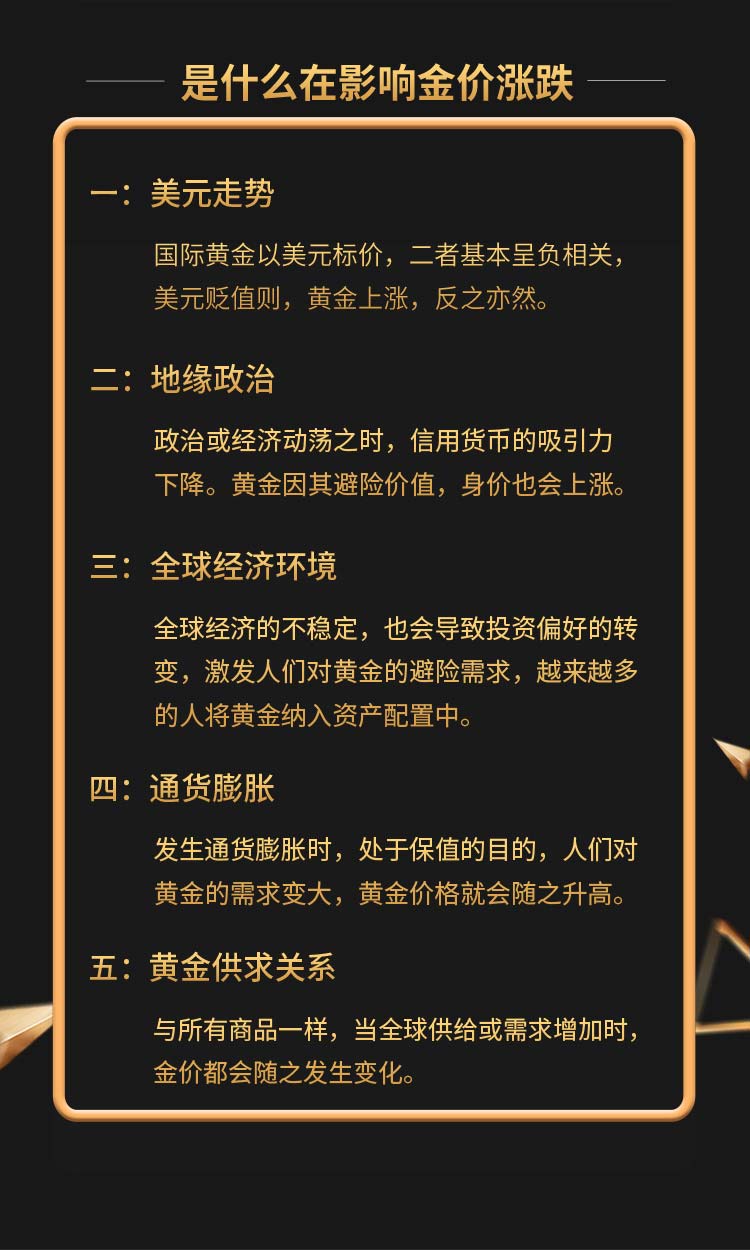 是什么在影响金价涨跌
一：美元走势
国际黄金以美元标价，二者基本呈负相关，
美元贬值则，黄金上涨，反之亦然。
二：地缘政治
政治或经济动荡之时，信用货币的吸引力
下降。黄金因其避险价值，身价也会上涨。
三：全球经济环境
全球经济的不稳定，也会导致投资偏好的转
变，激发人们对黄金的避险需求，越来越多
的人将黄金纳入资产配置中。
四：通货膨胀
发生通货膨胀时，处于保值的目的，人们对
黄金的需求变大，黄金价格就会随之升高。
五：黄金供求关系
与所有商品一样，当全球供给或需求增加时，
金价都会随之发生变化。